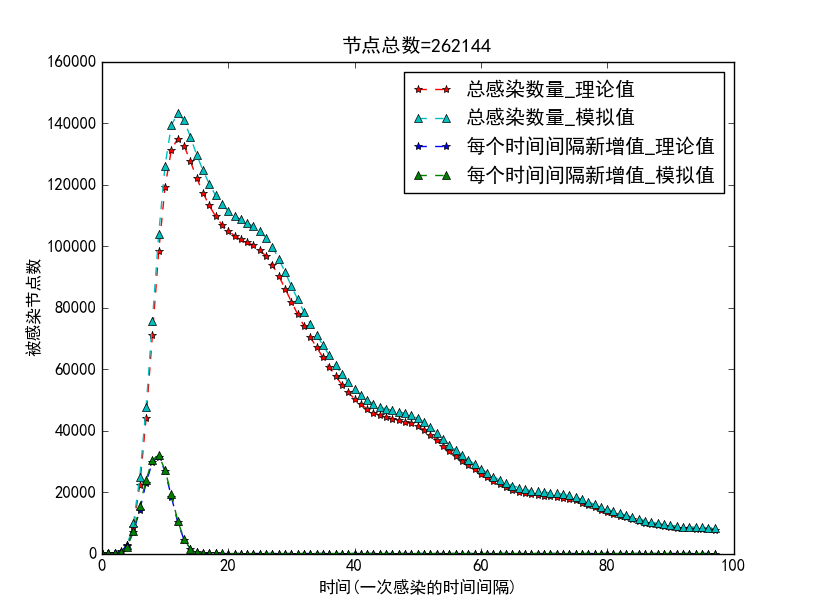 节点总数=262144
160000
140000
120000
100000
80000
60000
40000
20000
0
被感染节点数
总感染数量_理论值
总感染数量_模拟值
每个时间间隔新增值_理论值
每个时间间隔新增值_模拟值
0 20 40 60 80 100
时间(一次感染的时间间隔)